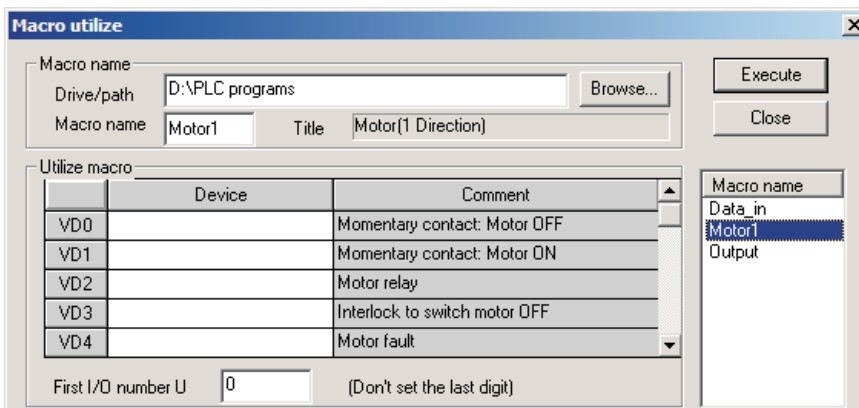 Macro utilize
Macro name
Drive/path D:\PLC programs Browse...
Macro name Motor1 Title Motor(1 Direction)
Execute
Close
Utilize macro
Device Comment
VD0 Momentary contact: Motor OFF
VD1 Momentary contact: Motor ON
VD2 Motor relay
VD3 Interlock to switch motor OFF
VD4 Motor fault
First I/O number U 0 (Don't set the last digit)
Macro name
Data_in
Motor1
Output